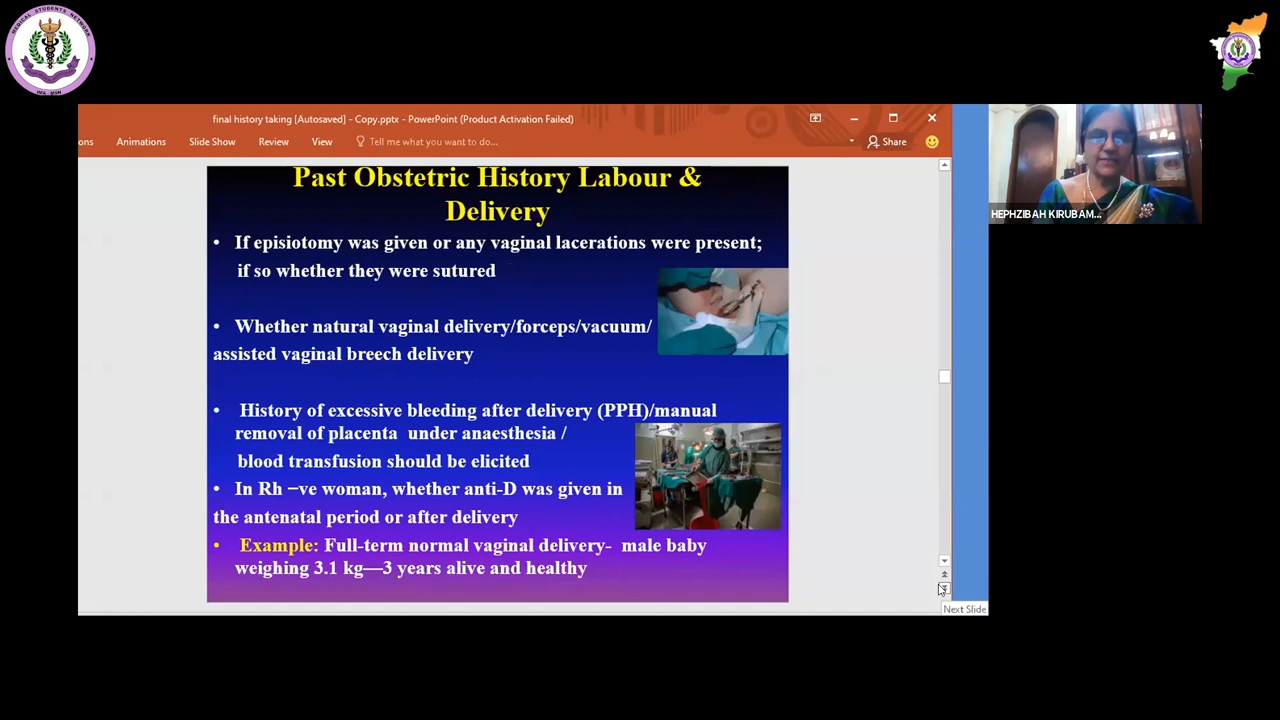 MEDICAL STUDENTS NETWORK
IMA - MSN
final history taking [Autosaved] - Copy.pptx - PowerPoint (Product Activation Failed)
ons Animations Slide Show Review View Tell me what you want to do... Share
Past Obstetric History Labour &
Delivery
• If episiotomy was given or any vaginal lacerations were present;
if so whether they were sutured
• Whether natural vaginal delivery/forceps/vacuum/
assisted vaginal breech delivery
• History of excessive bleeding after delivery (PPH)/manual
removal of placenta under anaesthesia /
blood transfusion should be elicited
• In Rh –ve woman, whether anti-D was given in
the antenatal period or after delivery
• Example: Full-term normal vaginal delivery- male baby
weighing 3.1 kg—3 years alive and healthy
HEPHZIBAH KIRUBAM...
Next Slide